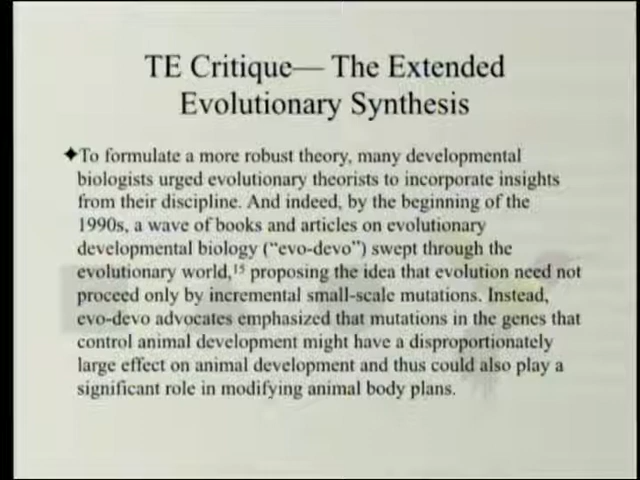 TE Critique— The Extended
Evolutionary Synthesis
✦To formulate a more robust theory, many developmental
biologists urged evolutionary theorists to incorporate insights
from their discipline. And indeed, by the beginning of the
1990s, a wave of books and articles on evolutionary
developmental biology (“evo-devo”) swept through the
evolutionary world,¹⁵ proposing the idea that evolution need not
proceed only by incremental small-scale mutations. Instead,
evo-devo advocates emphasized that mutations in the genes that
control animal development might have a disproportionately
large effect on animal development and thus could also play a
significant role in modifying animal body plans.